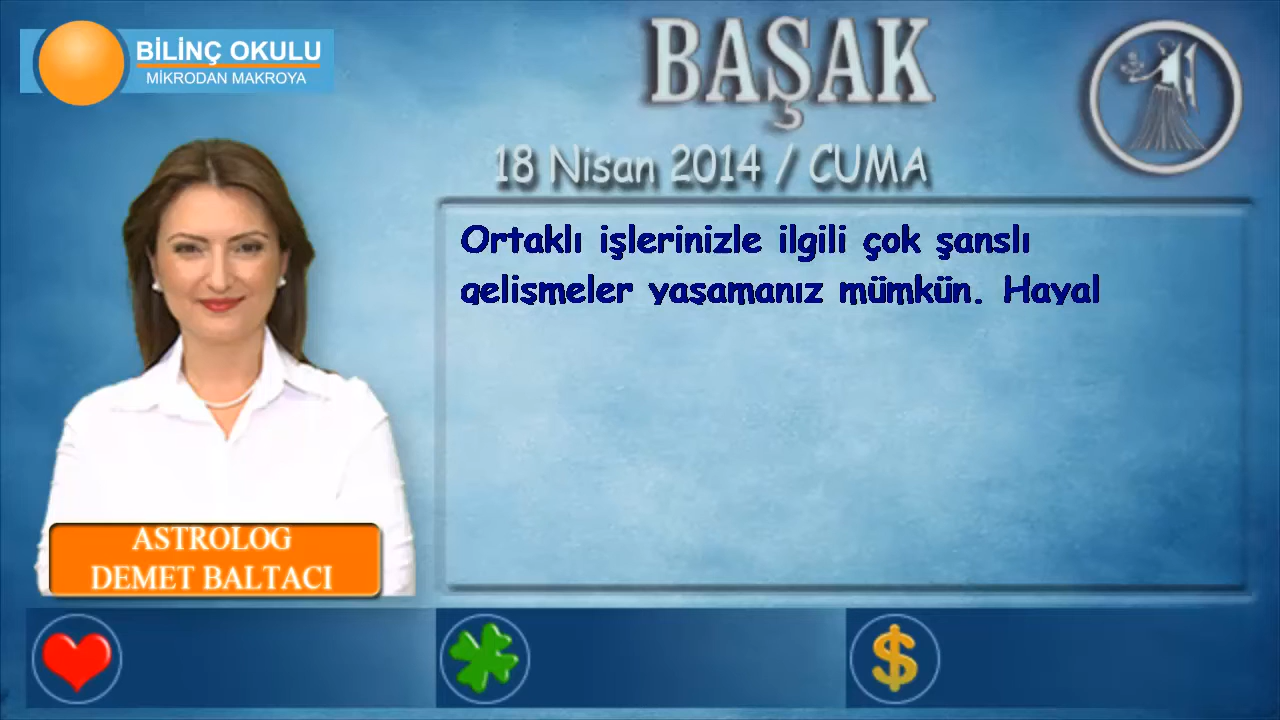 BİLİNÇ OKULU
MİKRODAN MAKROYA
BAŞAK
18 Nisan 2014 / CUMA
Ortaklı işlerinizle ilgili çok şanslı
gelişmeler yaşamanız mümkün. Hayal
ASTROLOG
DEMET BALTACI